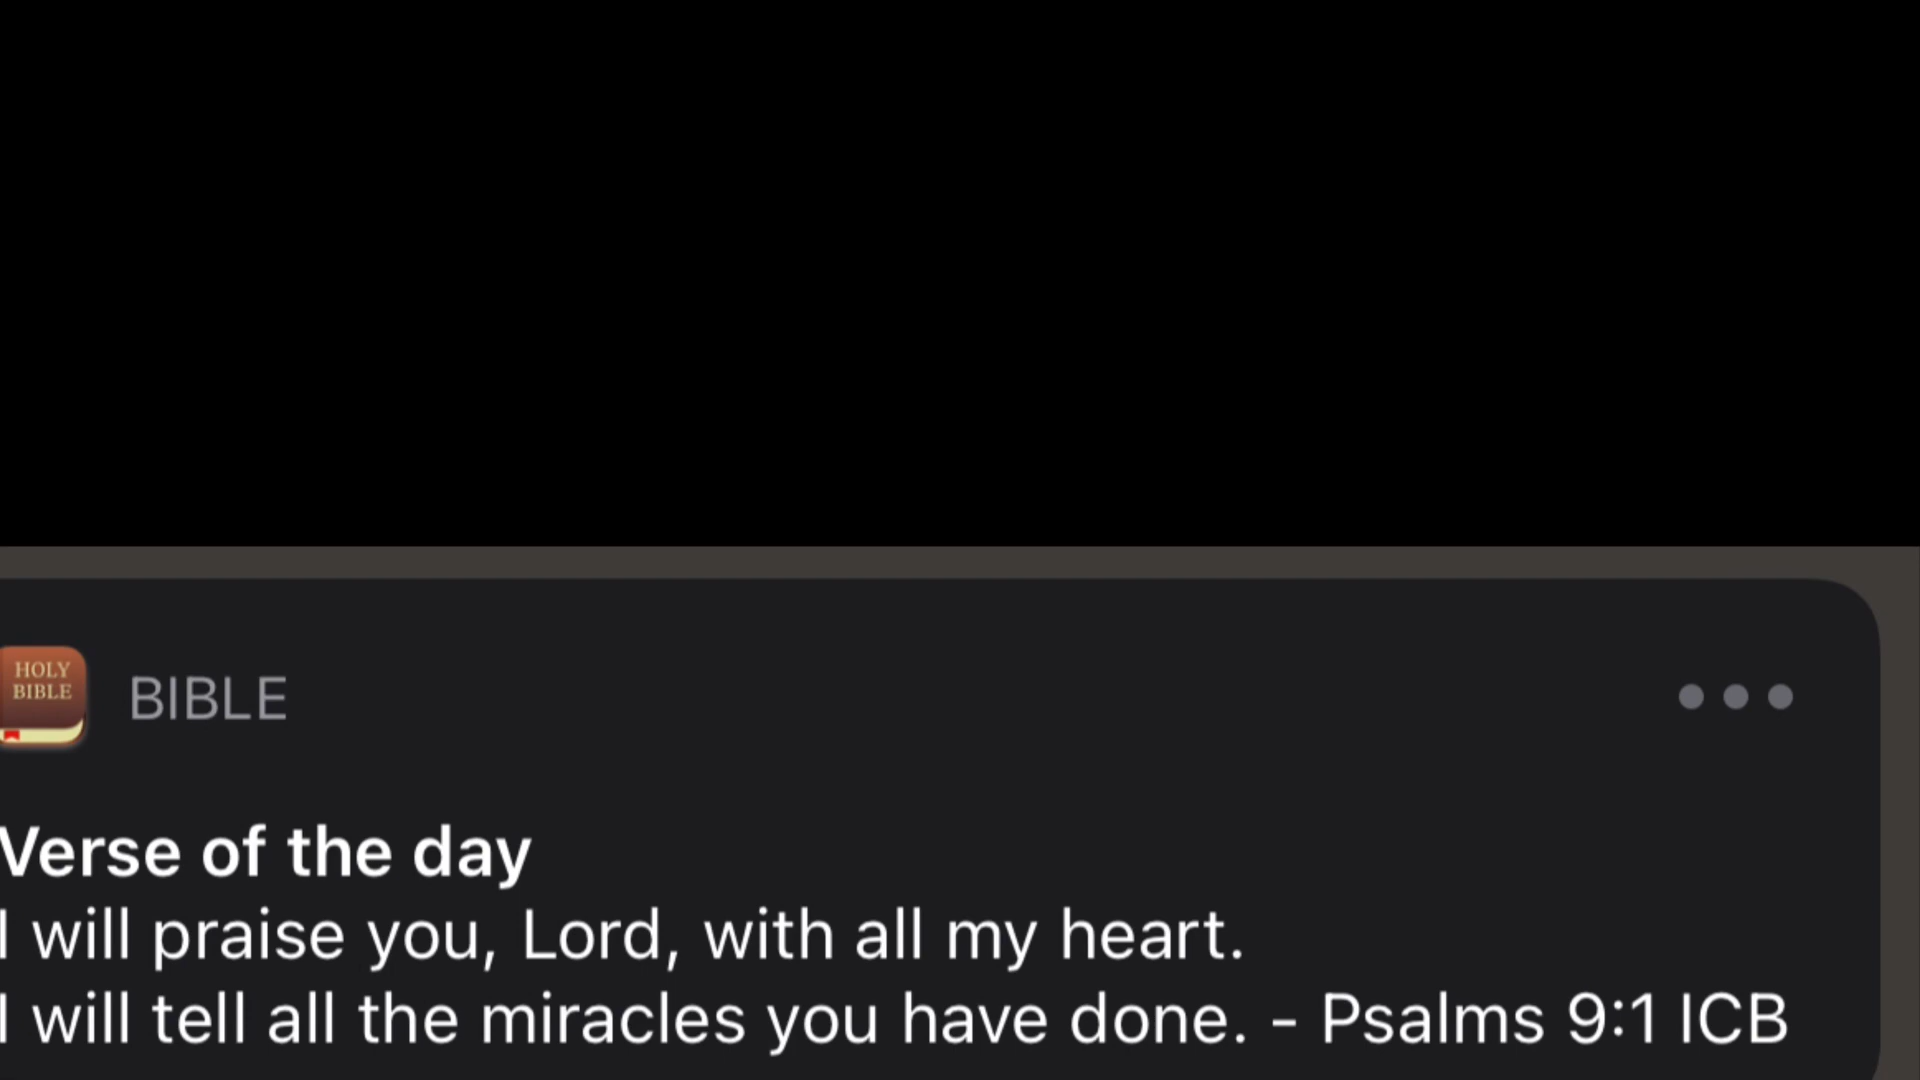 HOLY
BIBLE
BIBLE
Verse of the day
I will praise you, Lord, with all my heart.
I will tell all the miracles you have done. - Psalms 9:1 ICB